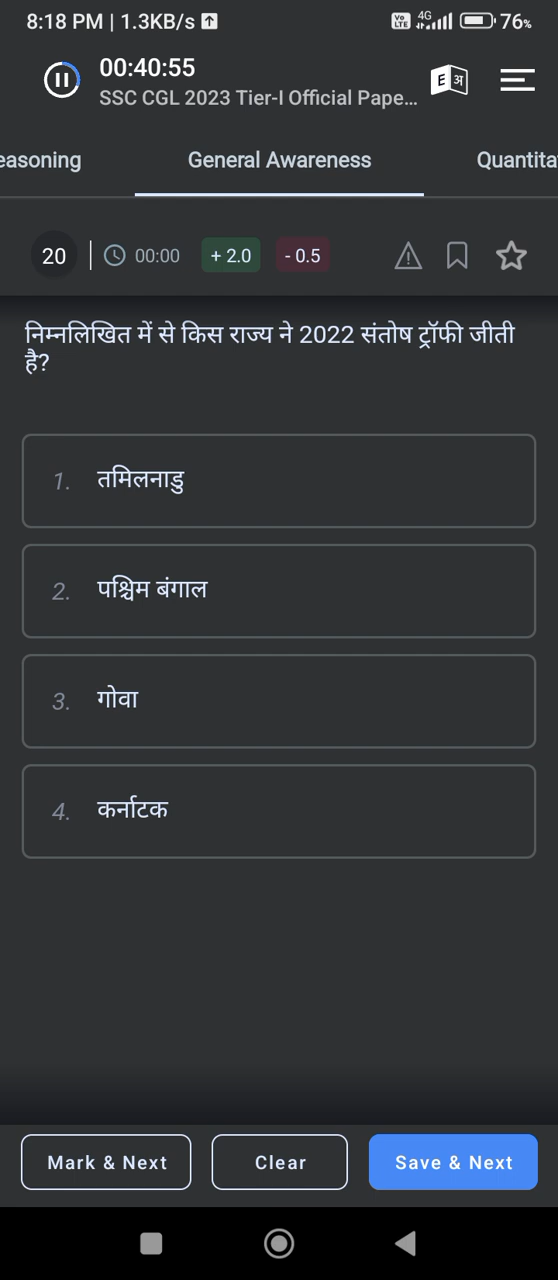 8:18 PM | 1.3KB/s
Vo LTE 4G 76%
00:40:55
SSC CGL 2023 Tier-I Official Pape...
E अ
easoning General Awareness Quantita
20 | 00:00 + 2.0 - 0.5
निम्नलिखित में से किस राज्य ने 2022 संतोष ट्रॉफी जीती
है?
1. तमिलनाडु
2. पश्चिम बंगाल
3. गोवा
4. कर्नाटक
Mark & Next Clear Save & Next